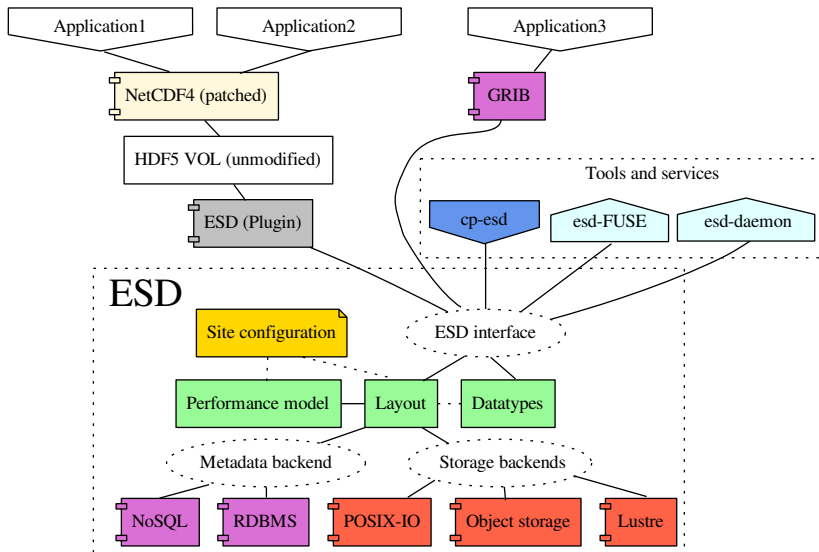 Application1
Application2
Application3
NetCDF4 (patched)
GRIB
HDF5 VOL (unmodified)
Tools and services
ESD (Plugin)
cp-esd
esd-FUSE
esd-daemon
ESD
Site configuration
ESD interface
Performance model
Layout
Datatypes
Metadata backend
Storage backends
NoSQL
RDBMS
POSIX-IO
Object storage
Lustre